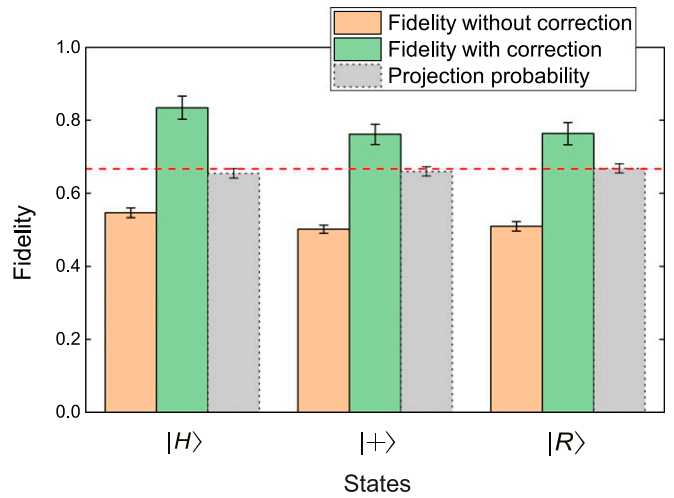 Fidelity without correction
Fidelity with correction
Projection probability
1.0
0.8
0.6
0.4
0.2
0.0
Fidelity
|H⟩ |+⟩ |R⟩
States